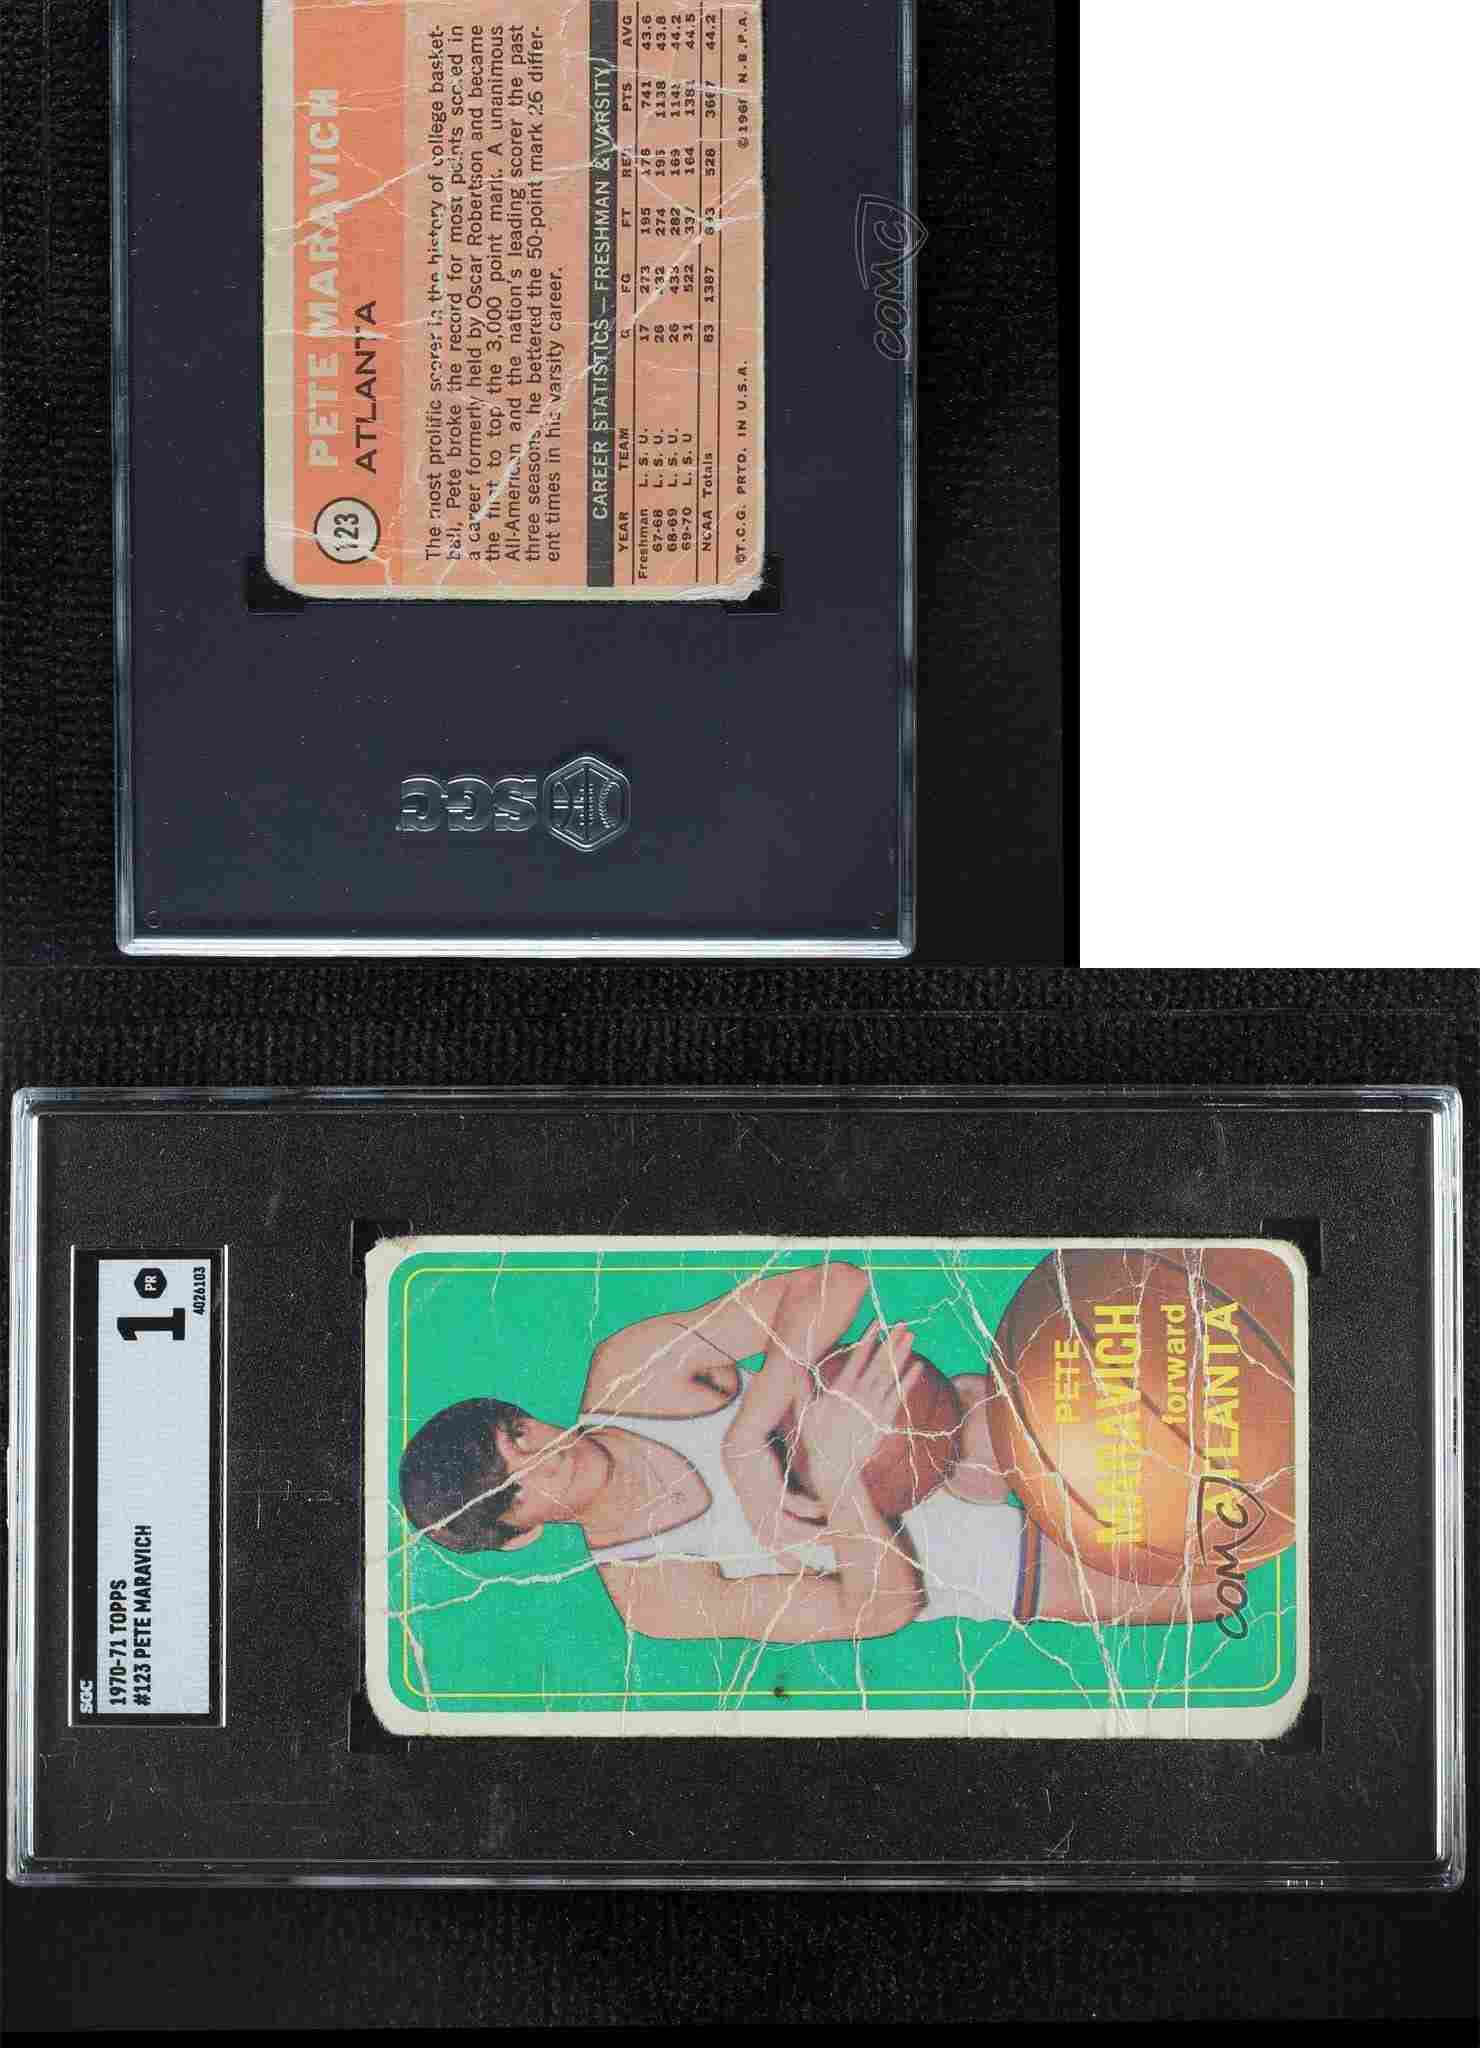 123
PETE MARAVICH
ATLANTA
The most prolific scorer in the history of college basket-
ball, Pete broke the record for most points scored in
a career formerly held by Oscar Robertson and became
the first to top the 3,000 point mark. A unanimous
All-American and the nation's leading scorer the past
three seasons, he bettered the 50-point mark 26 differ-
ent times in his varsity career.
CAREER STATISTICS — FRESHMAN & VARSITY
YEAR TEAM G FG FT REB PTS AVG
Freshman L. S. U. 17 273 195 176 741 43.6
67-68 L. S. U. 26 432 274 195 1138 43.8
68-69 L. S. U. 26 433 282 169 1148 44.2
69-70 L. S. U 31 522 337 164 1381 44.5
NCAA Totals 83 1387 893 528 3667 44.2
©T.C.G. PRTD. IN U.S.A. ©1968 N.B.P.A.
COMC
SGC
SGC
1970-71 TOPPS
#123 PETE MARAVICH
1
PR
4026103
PETE
MARAVICH
forward
ATLANTA
COMC